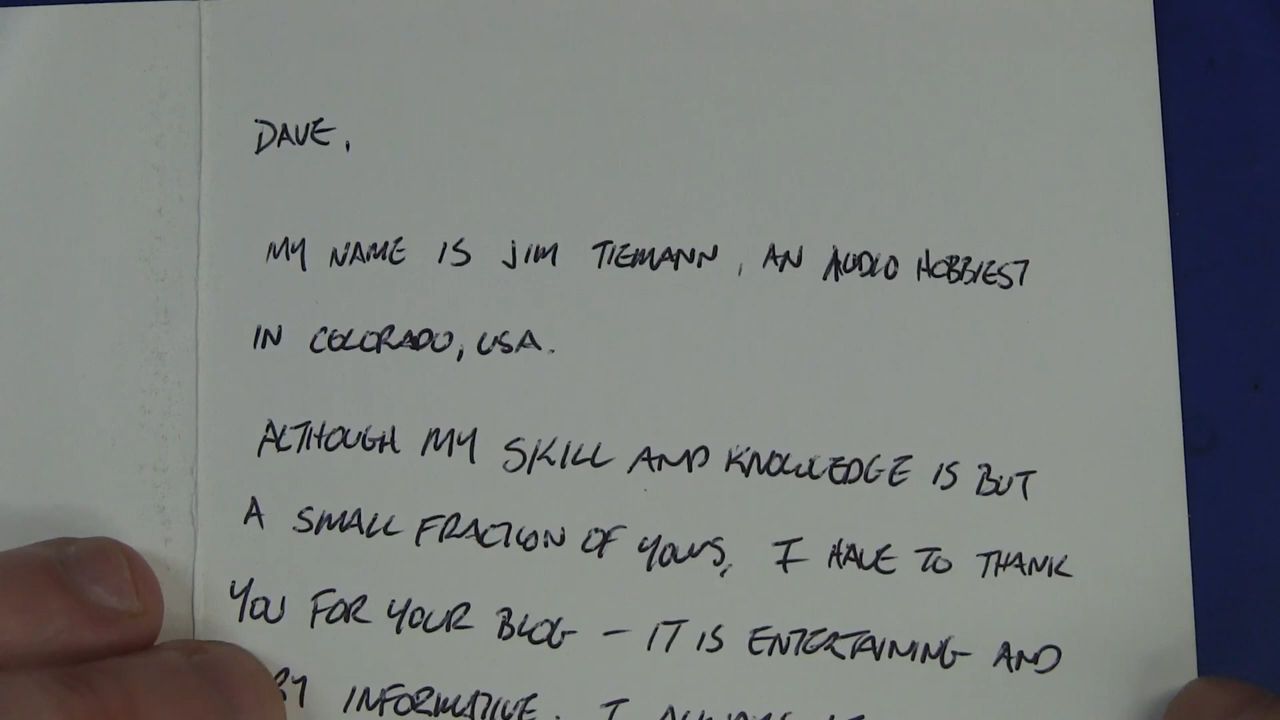 DAVE,
MY NAME IS JIM TIEMANN, AN AUDIO HOBBIEST
IN COLORADO, USA.
ALTHOUGH MY SKILL AND KNOWLEDGE IS BUT
A SMALL FRACTION OF YOURS, I HAVE TO THANK
YOU FOR YOUR BLOG - IT IS ENTERTAINING AND
INFORMATIVE. I ALWAYS